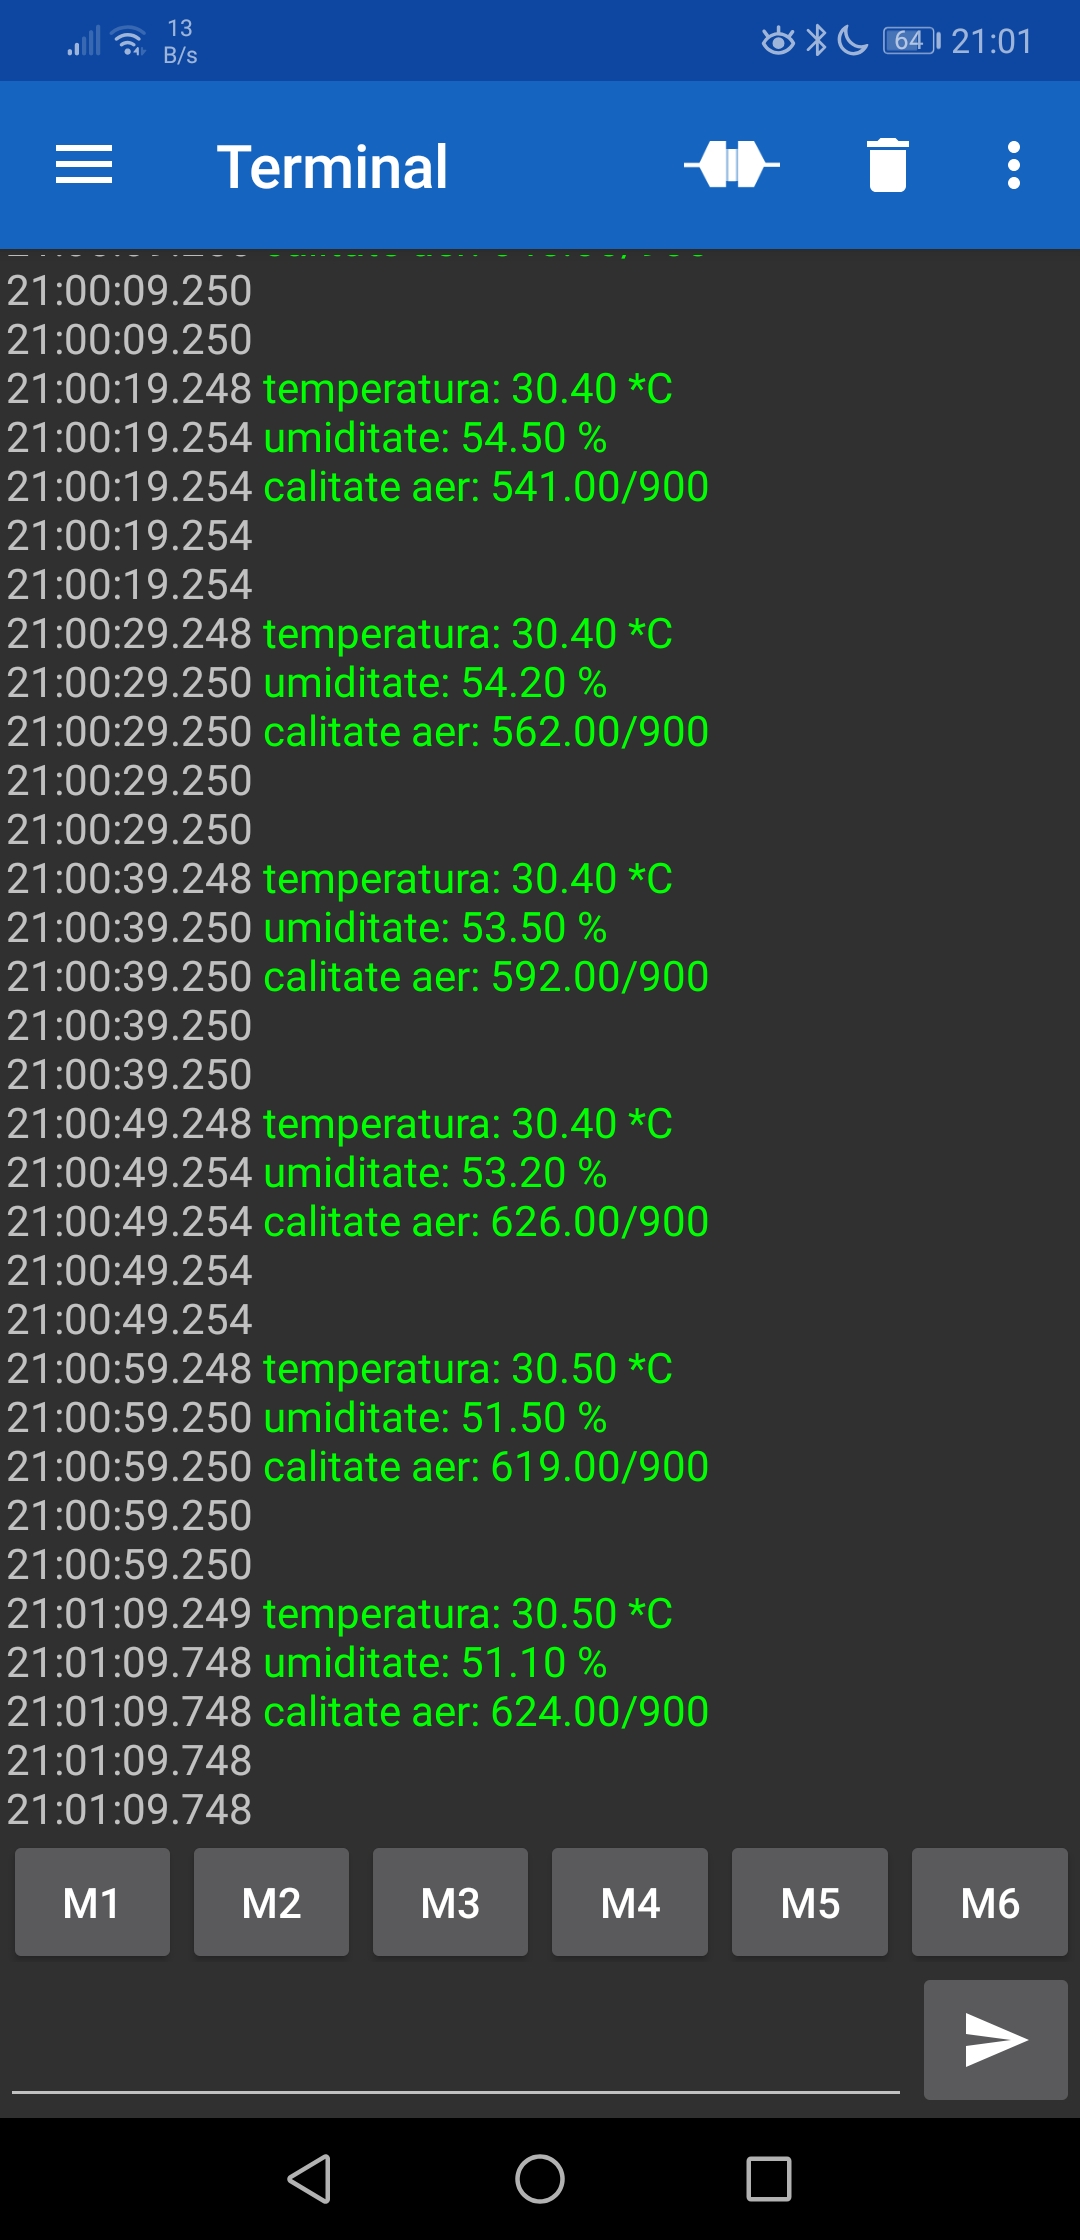 13
B/s
64 21:01
Terminal
21:00:09.250
21:00:09.250
21:00:19.248 temperatura: 30.40 *C
21:00:19.254 umiditate: 54.50 %
21:00:19.254 calitate aer: 541.00/900
21:00:19.254
21:00:19.254
21:00:29.248 temperatura: 30.40 *C
21:00:29.250 umiditate: 54.20 %
21:00:29.250 calitate aer: 562.00/900
21:00:29.250
21:00:29.250
21:00:39.248 temperatura: 30.40 *C
21:00:39.250 umiditate: 53.50 %
21:00:39.250 calitate aer: 592.00/900
21:00:39.250
21:00:39.250
21:00:49.248 temperatura: 30.40 *C
21:00:49.254 umiditate: 53.20 %
21:00:49.254 calitate aer: 626.00/900
21:00:49.254
21:00:49.254
21:00:59.248 temperatura: 30.50 *C
21:00:59.250 umiditate: 51.50 %
21:00:59.250 calitate aer: 619.00/900
21:00:59.250
21:00:59.250
21:01:09.249 temperatura: 30.50 *C
21:01:09.748 umiditate: 51.10 %
21:01:09.748 calitate aer: 624.00/900
21:01:09.748
21:01:09.748
M1 M2 M3 M4 M5 M6